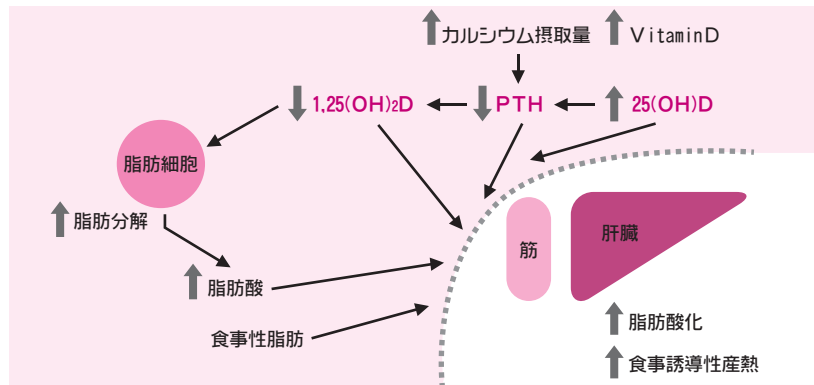 カルシウム摂取量
VitaminD
1,25(OH)₂D
PTH
25(OH)D
脂肪細胞
脂肪分解
筋
肝臓
脂肪酸
脂肪酸化
食事性脂肪
食事誘導性産熱